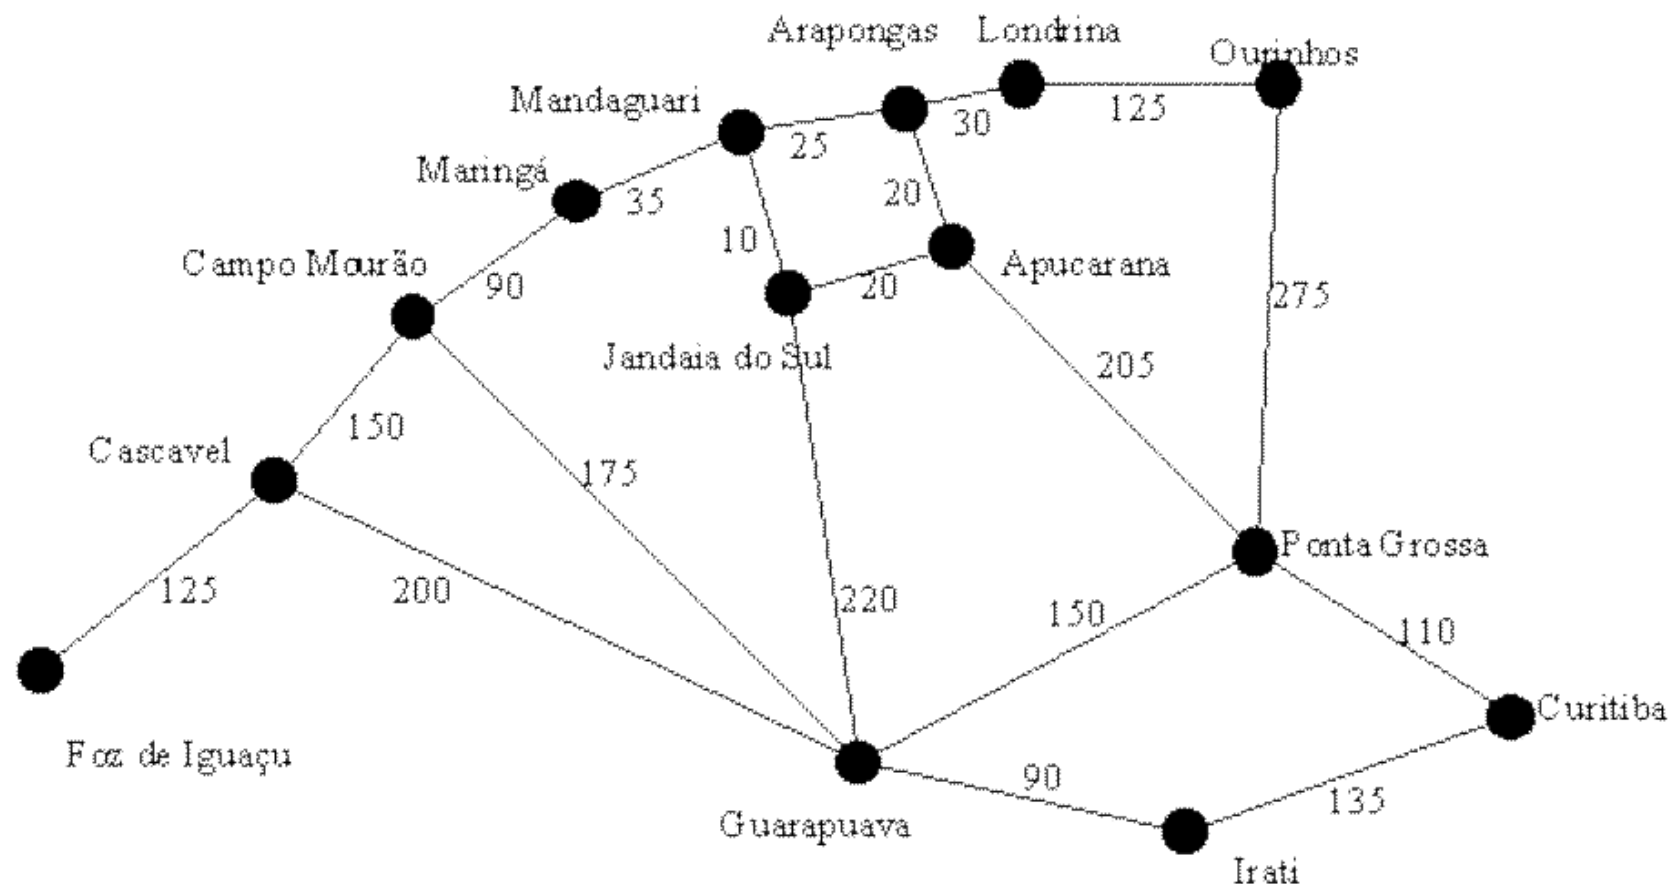 Arapongas
Londrina
Ourinhos
Mandaguari
30
125
25
Maringá
35
20
10
Campo Mourão
Apucarana
90
20
275
Jandaia do Sul
205
150
Cascavel
175
Ponta Grossa
125
200
220
150
110
Curitiba
Foz de Iguaçu
90
135
Guarapuava
Irati